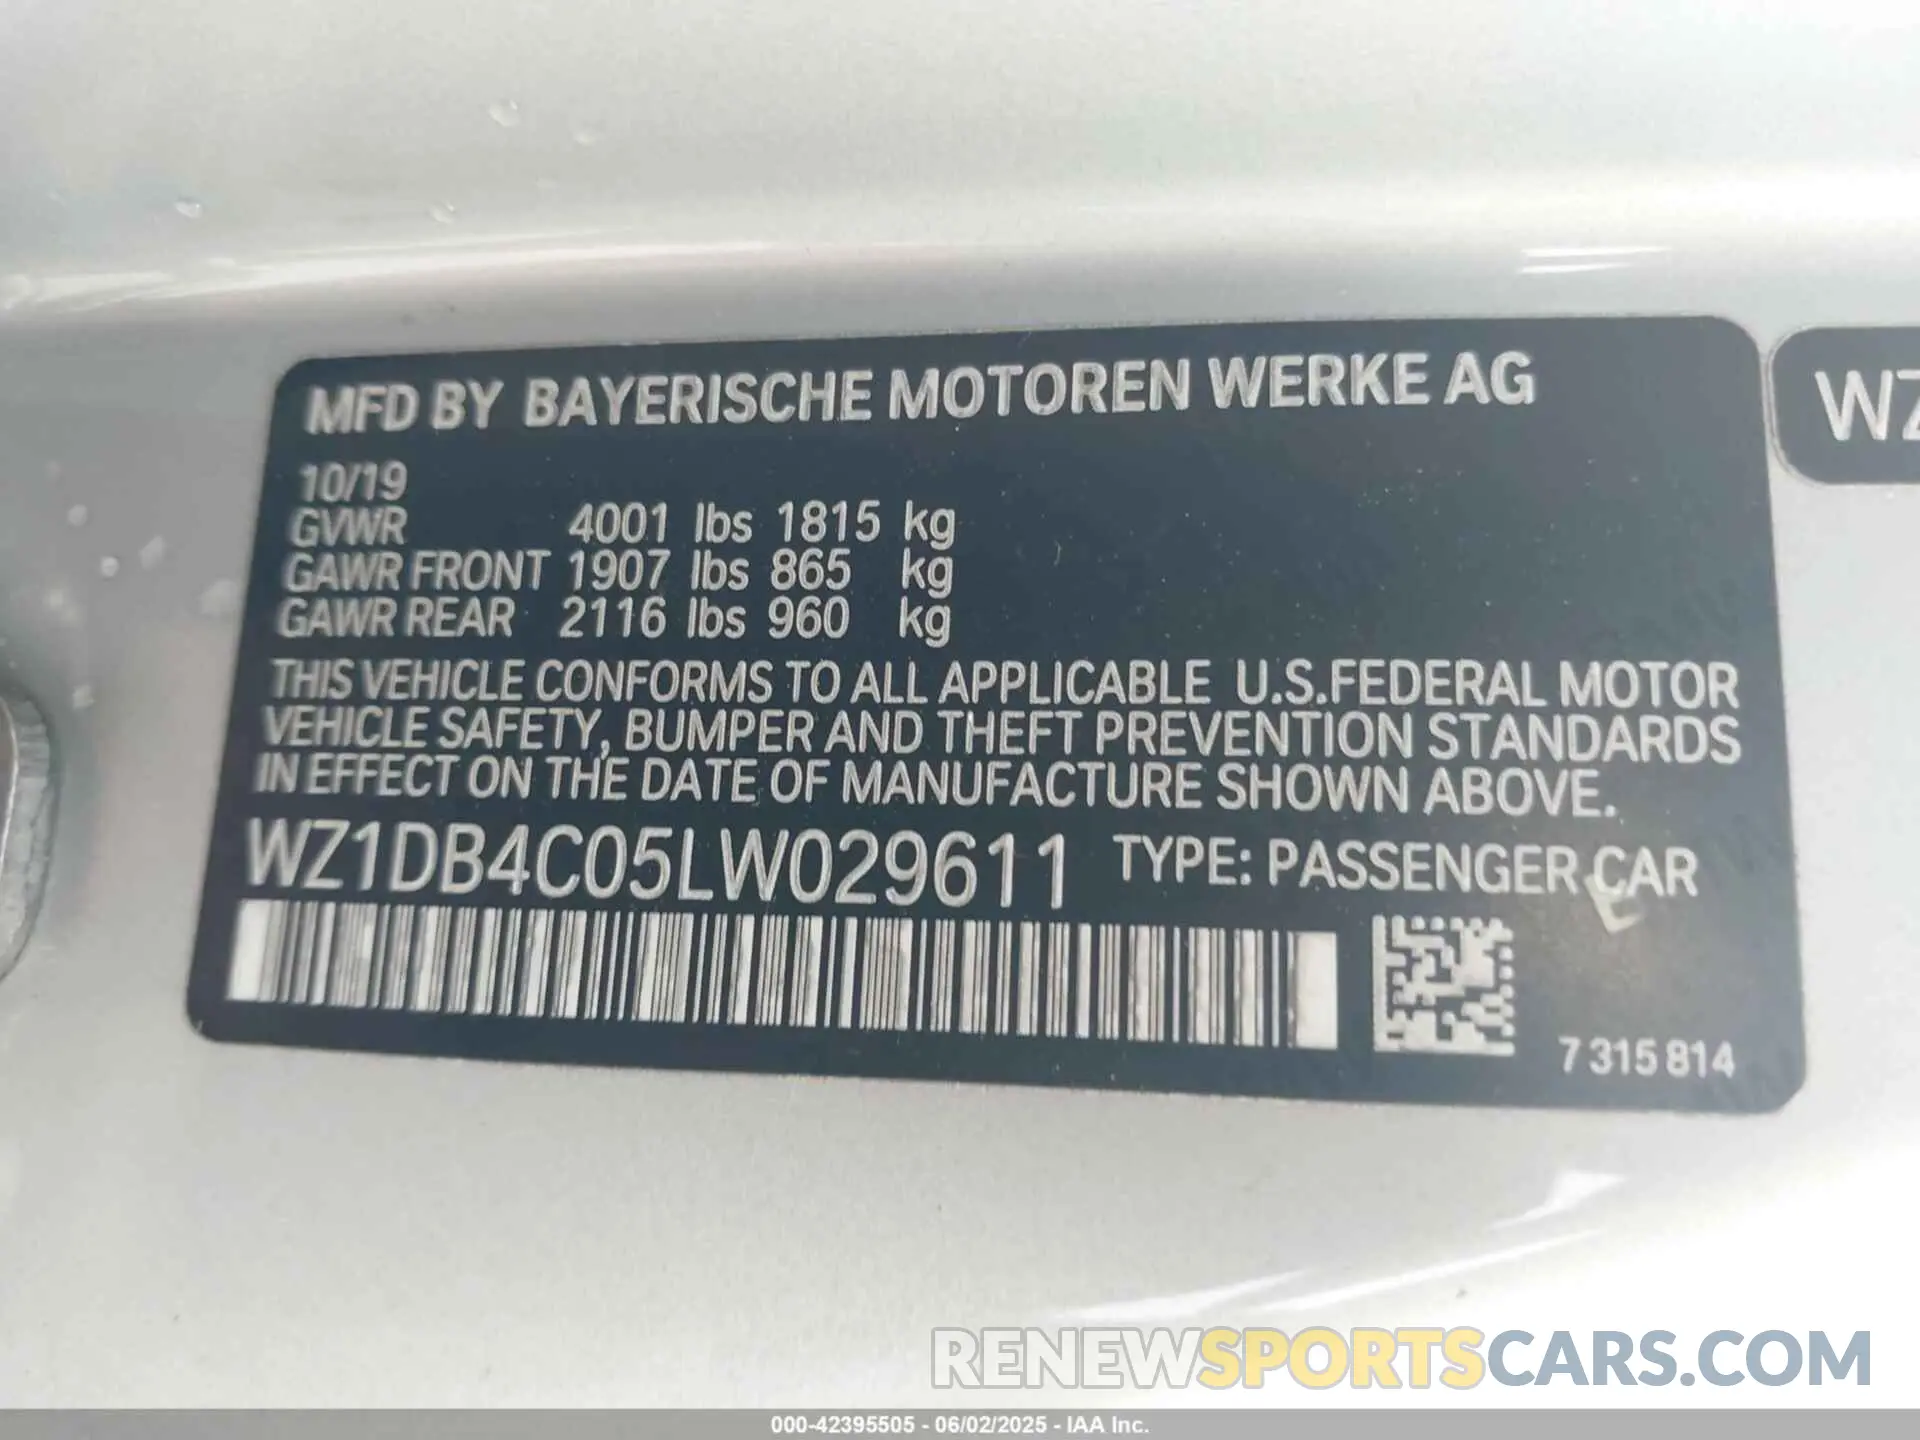 MFD BY BAYERISCHE MOTOREN WERKE AG
10/19
GVWR 4001 lbs 1815 kg
GAWR FRONT 1907 lbs 865 kg
GAWR REAR 2116 lbs 960 kg
THIS VEHICLE CONFORMS TO ALL APPLICABLE U.S.FEDERAL MOTOR
VEHICLE SAFETY, BUMPER AND THEFT PREVENTION STANDARDS
IN EFFECT ON THE DATE OF MANUFACTURE SHOWN ABOVE.
WZ1DB4C05LW029611 TYPE: PASSENGER CAR
7 315 814
WZ
RENEWSPORTSCARS.COM
000-42395505 - 06/02/2025 - IAA Inc.